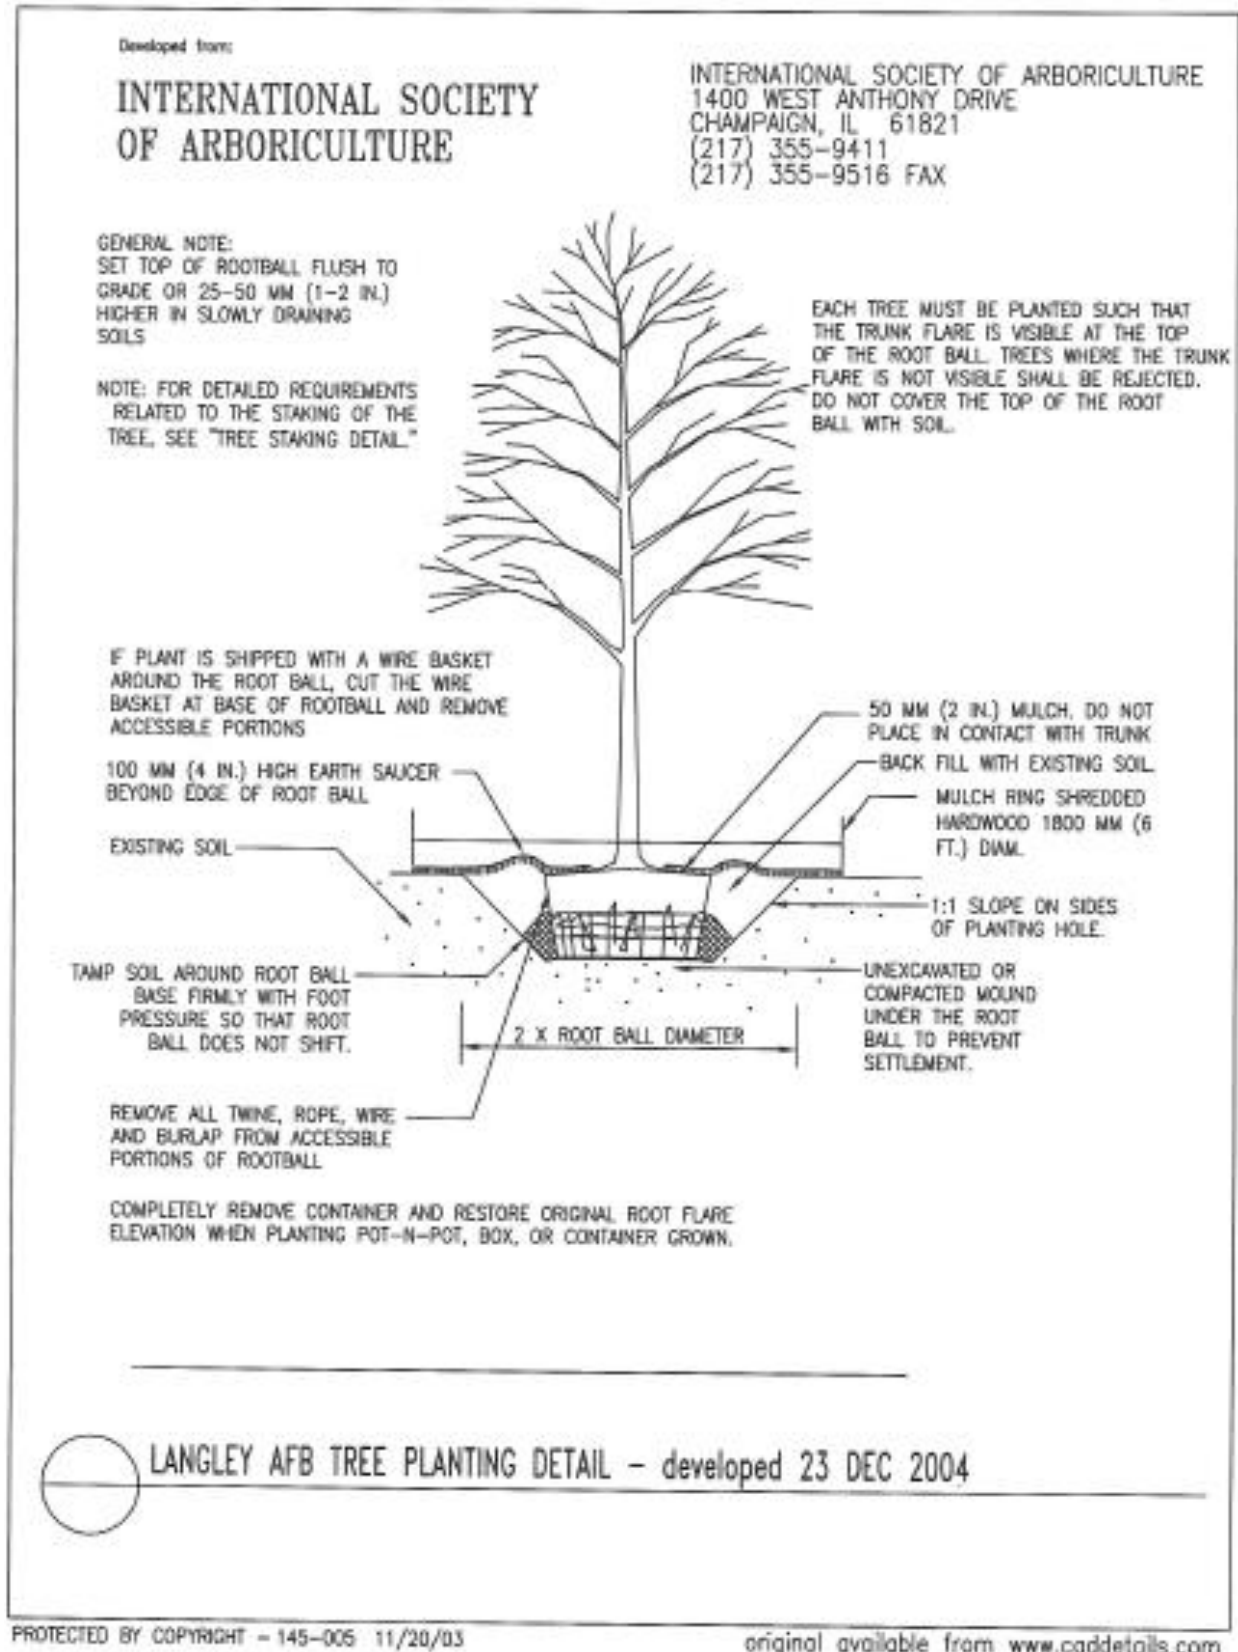 Developed from:
INTERNATIONAL SOCIETY
OF ARBORICULTURE
INTERNATIONAL SOCIETY OF ARBORICULTURE
1400 WEST ANTHONY DRIVE
CHAMPAIGN, IL 61821
(217) 355-9411
(217) 355-9516 FAX
GENERAL NOTE:
SET TOP OF ROOTBALL FLUSH TO
GRADE OR 25-50 MM (1-2 IN.)
HIGHER IN SLOWLY DRAINING
SOILS
NOTE: FOR DETAILED REQUIREMENTS
RELATED TO THE STAKING OF THE
TREE, SEE "TREE STAKING DETAIL."
EACH TREE MUST BE PLANTED SUCH THAT
THE TRUNK FLARE IS VISIBLE AT THE TOP
OF THE ROOT BALL. TREES WHERE THE TRUNK
FLARE IS NOT VISIBLE SHALL BE REJECTED.
DO NOT COVER THE TOP OF THE ROOT
BALL WITH SOIL.
IF PLANT IS SHIPPED WITH A WIRE BASKET
AROUND THE ROOT BALL, CUT THE WIRE
BASKET AT BASE OF ROOTBALL AND REMOVE
ACCESSIBLE PORTIONS
100 MM (4 IN.) HIGH EARTH SAUCER
BEYOND EDGE OF ROOT BALL
EXISTING SOIL
50 MM (2 IN.) MULCH. DO NOT
PLACE IN CONTACT WITH TRUNK
BACK FILL WITH EXISTING SOIL
MULCH RING SHREDDED
HARDWOOD 1800 MM (6
FT.) DIAM.
1:1 SLOPE ON SIDES
OF PLANTING HOLE.
TAMP SOIL AROUND ROOT BALL
BASE FIRMLY WITH FOOT
PRESSURE SO THAT ROOT
BALL DOES NOT SHIFT.
2 X ROOT BALL DIAMETER
UNEXCAVATED OR
COMPACTED MOUND
UNDER THE ROOT
BALL TO PREVENT
SETTLEMENT.
REMOVE ALL TWINE, ROPE, WIRE
AND BURLAP FROM ACCESSIBLE
PORTIONS OF ROOTBALL
COMPLETELY REMOVE CONTAINER AND RESTORE ORIGINAL ROOT FLARE
ELEVATION WHEN PLANTING POT-N-POT, BOX, OR CONTAINER GROWN.
LANGLEY AFB TREE PLANTING DETAIL - developed 23 DEC 2004
PROTECTED BY COPYRIGHT - 145-005 11/20/03
original available from www.caddetails.com